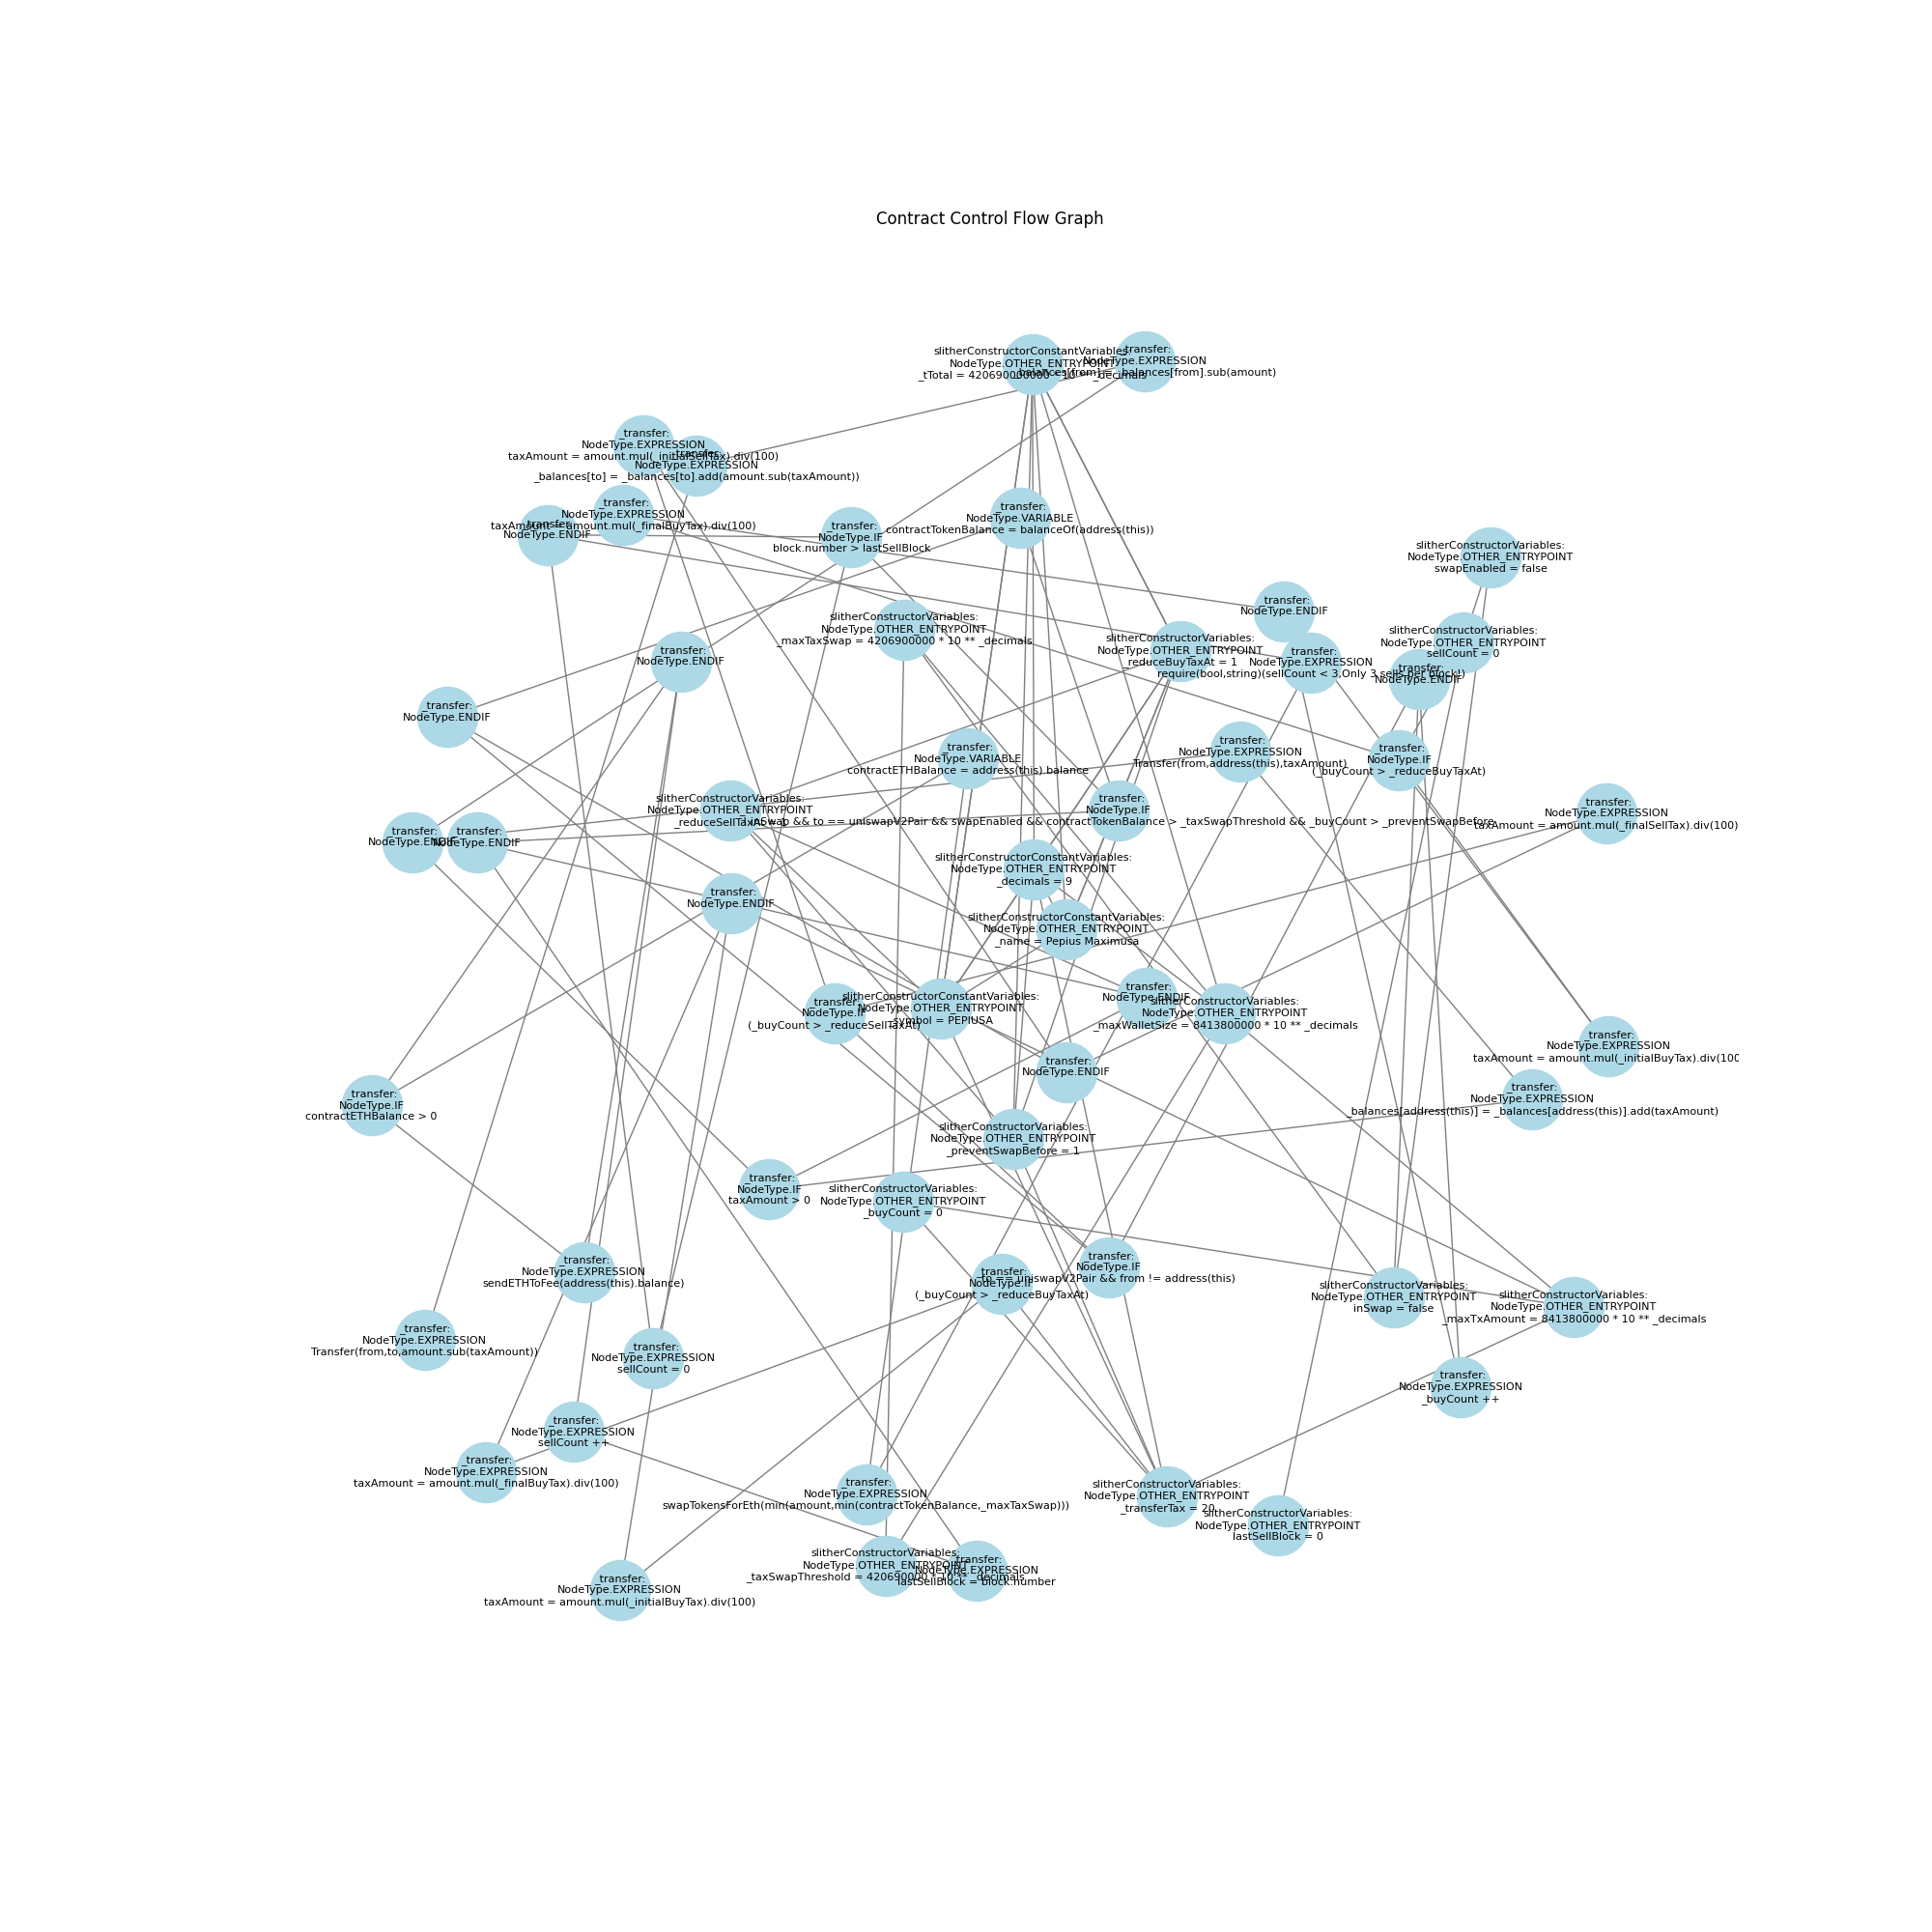 Contract Control Flow Graph
slitherConstructorConstantVariables:
NodeType.OTHER_ENTRYPOINT
_tTotal = 420690000000 * 10 ** _decimals
_transfer:
NodeType.EXPRESSION
_balances[from] = _balances[from].sub(amount)
_transfer:
NodeType.EXPRESSION
taxAmount = amount.mul(_initialSellTax).div(100)
_transfer:
NodeType.EXPRESSION
_balances[to] = _balances[to].add(amount.sub(taxAmount))
_transfer:
NodeType.EXPRESSION
taxAmount = amount.mul(_finalBuyTax).div(100)
_transfer:
NodeType.ENDIF
_transfer:
NodeType.IF
block.number > lastSellBlock
_transfer:
NodeType.VARIABLE
contractTokenBalance = balanceOf(address(this))
slitherConstructorVariables:
NodeType.OTHER_ENTRYPOINT
swapEnabled = false
_transfer:
NodeType.ENDIF
slitherConstructorVariables:
NodeType.OTHER_ENTRYPOINT
_maxTaxSwap = 4206900000 * 10 ** _decimals
slitherConstructorVariables:
NodeType.OTHER_ENTRYPOINT
sellCount = 0
slitherConstructorVariables:
NodeType.OTHER_ENTRYPOINT
_reduceBuyTaxAt = 1
_transfer:
NodeType.EXPRESSION
require(bool,string)(sellCount < 3,Only 3 sells per block!)
_transfer:
NodeType.ENDIF
_transfer:
NodeType.ENDIF
_transfer:
NodeType.ENDIF
_transfer:
NodeType.EXPRESSION
Transfer(from,address(this),taxAmount)
_transfer:
NodeType.VARIABLE
contractETHBalance = address(this).balance
_transfer:
NodeType.IF
(_buyCount > _reduceBuyTaxAt)
slitherConstructorVariables:
NodeType.OTHER_ENTRYPOINT
_reduceSellTaxAt = 1
_transfer:
NodeType.IF
inSwap && to == uniswapV2Pair && swapEnabled && contractTokenBalance > _taxSwapThreshold && _buyCount > _preventSwapBefore
_transfer:
NodeType.EXPRESSION
taxAmount = amount.mul(_finalSellTax).div(100)
_transfer:
NodeType.ENDIF
_transfer:
NodeType.ENDIF
slitherConstructorConstantVariables:
NodeType.OTHER_ENTRYPOINT
_decimals = 9
_transfer:
NodeType.ENDIF
slitherConstructorConstantVariables:
NodeType.OTHER_ENTRYPOINT
_name = Pepius Maximusa
_transfer:
NodeType.ENDIF
slitherConstructorConstantVariables:
NodeType.OTHER_ENTRYPOINT
_symbol = PEPIUSA
_transfer:
NodeType.IF
(_buyCount > _reduceSellTaxAt)
slitherConstructorVariables:
NodeType.OTHER_ENTRYPOINT
_maxWalletSize = 8413800000 * 10 ** _decimals
_transfer:
NodeType.EXPRESSION
taxAmount = amount.mul(_initialBuyTax).div(100
_transfer:
NodeType.ENDIF
_transfer:
NodeType.EXPRESSION
_balances[address(this)] = _balances[address(this)].add(taxAmount)
_transfer:
NodeType.IF
contractETHBalance > 0
slitherConstructorVariables:
NodeType.OTHER_ENTRYPOINT
_preventSwapBefore = 1
_transfer:
NodeType.IF
taxAmount > 0
slitherConstructorVariables:
NodeType.OTHER_ENTRYPOINT
_buyCount = 0
_transfer:
NodeType.EXPRESSION
sendETHToFee(address(this).balance)
_transfer:
NodeType.IF
to == uniswapV2Pair && from != address(this)
_transfer:
NodeType.IF
(_buyCount > _reduceBuyTaxAt)
slitherConstructorVariables:
NodeType.OTHER_ENTRYPOINT
inSwap = false
slitherConstructorVariables:
NodeType.OTHER_ENTRYPOINT
_maxTxAmount = 8413800000 * 10 ** _decimals
_transfer:
NodeType.EXPRESSION
Transfer(from,to,amount.sub(taxAmount))
_transfer:
NodeType.EXPRESSION
sellCount = 0
_transfer:
NodeType.EXPRESSION
_buyCount ++
_transfer:
NodeType.EXPRESSION
sellCount ++
_transfer:
NodeType.EXPRESSION
taxAmount = amount.mul(_finalBuyTax).div(100)
_transfer:
NodeType.EXPRESSION
swapTokensForEth(min(amount,min(contractTokenBalance,_maxTaxSwap)))
slitherConstructorVariables:
NodeType.OTHER_ENTRYPOINT
_transferTax = 20
slitherConstructorVariables:
NodeType.OTHER_ENTRYPOINT
lastSellBlock = 0
slitherConstructorVariables:
NodeType.OTHER_ENTRYPOINT
_taxSwapThreshold = 420690000 * 10 ** _decimals
_transfer:
NodeType.EXPRESSION
lastSellBlock = block.number
_transfer:
NodeType.EXPRESSION
taxAmount = amount.mul(_initialBuyTax).div(100)